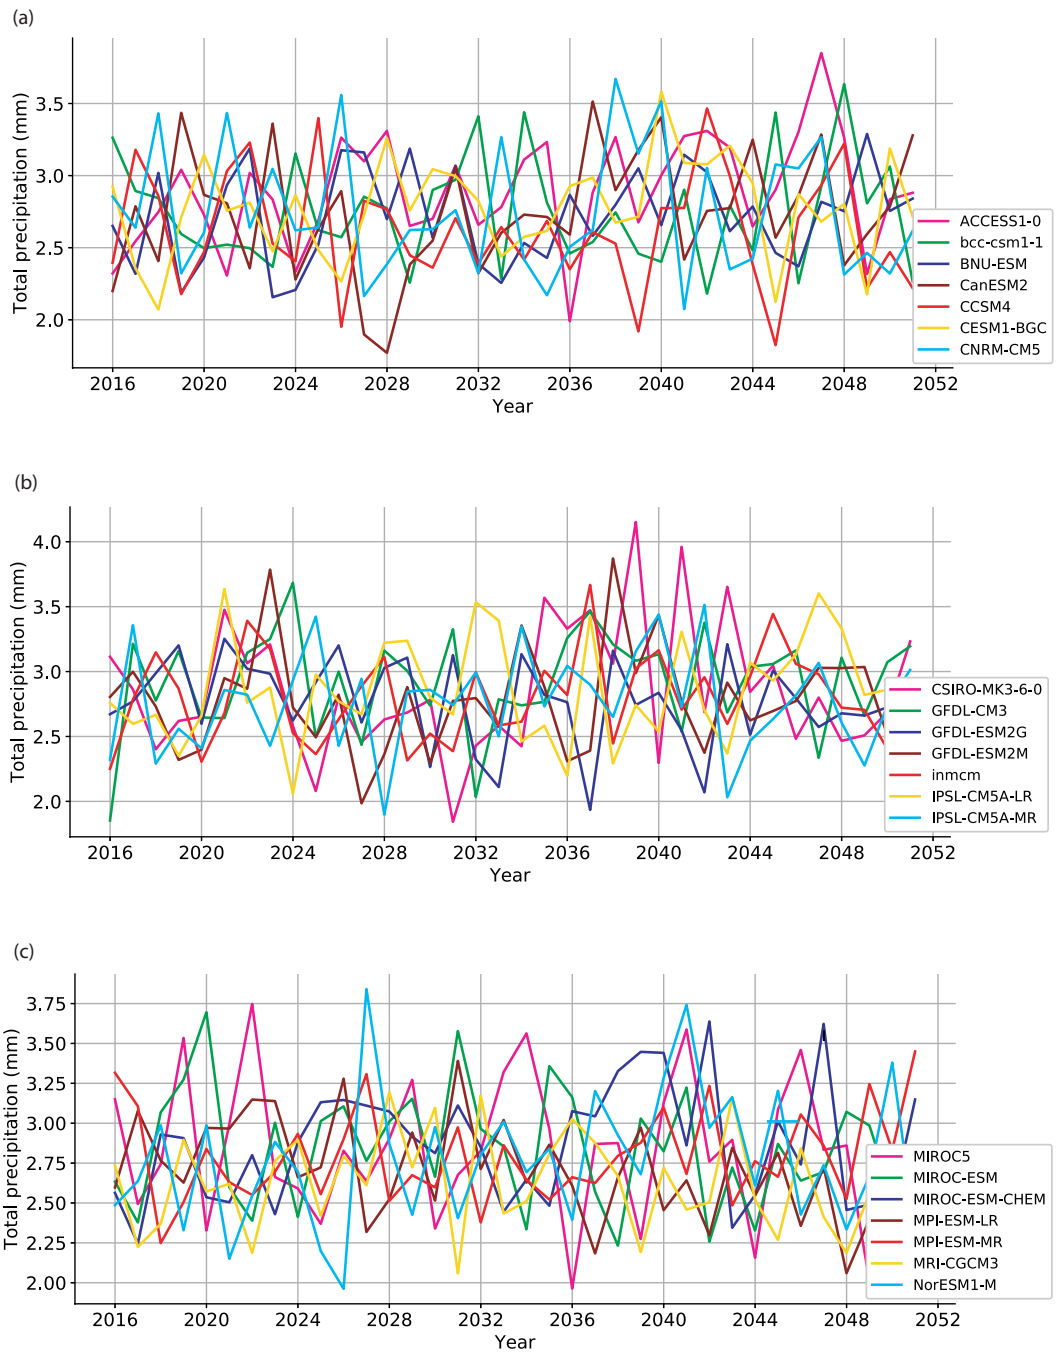 (a)
Total precipitation (mm)
3.5
3.0
2.5
2.0
2016 2020 2024 2028 2032 2036 2040 2044 2048 2052
Year
ACCESS1-0
bcc-csm1-1
BNU-ESM
CanESM2
CCSM4
CESM1-BGC
CNRM-CM5
(b)
Total precipitation (mm)
4.0
3.5
3.0
2.5
2.0
2016 2020 2024 2028 2032 2036 2040 2044 2048 2052
Year
CSIRO-MK3-6-0
GFDL-CM3
GFDL-ESM2G
GFDL-ESM2M
inmcm
IPSL-CM5A-LR
IPSL-CM5A-MR
(c)
Total precipitation (mm)
3.75
3.50
3.25
3.00
2.75
2.50
2.25
2.00
2016 2020 2024 2028 2032 2036 2040 2044 2048 2052
Year
MIROC5
MIROC-ESM
MIROC-ESM-CHEM
MPI-ESM-LR
MPI-ESM-MR
MRI-CGCM3
NorESM1-M